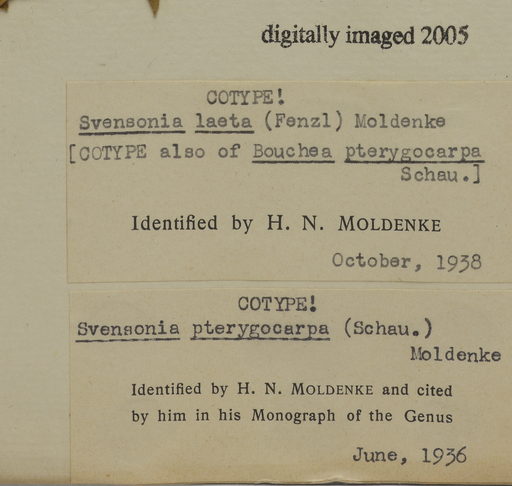 digitally imaged 2005
COTYPE!
Svensonia laeta (Fenzl) Moldenke
[COTYPE also of Bouchea pterygocarpa
Schau.]
Identified by H. N. MOLDENKE
October, 1938
COTYPE!
Svensonia pterygocarpa (Schau.)
Moldenke
Identified by H. N. MOLDENKE and cited
by him in his Monograph of the Genus
June, 1936